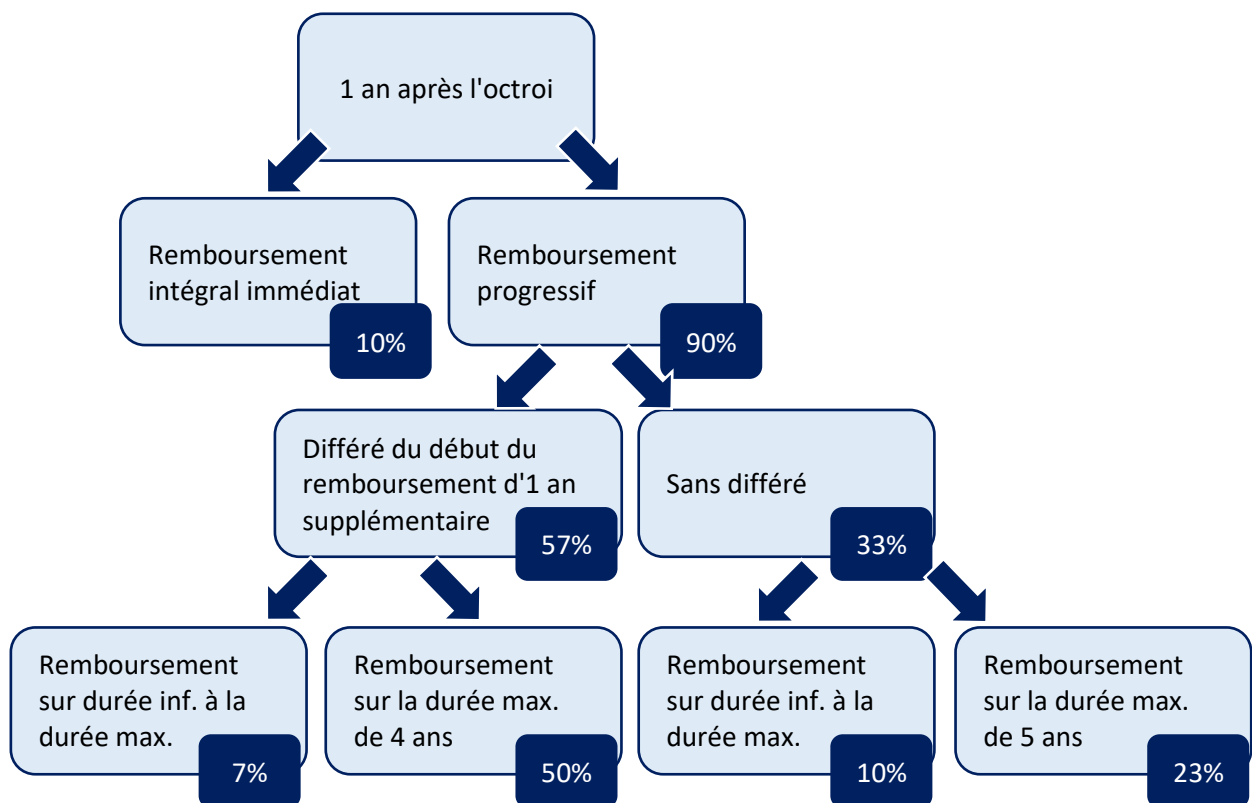 1 an après l'octroi
Remboursement
intégral immédiat
10%
Remboursement
progressif
90%
Différé du début du
remboursement d'1 an
supplémentaire
57%
Sans différé
33%
Remboursement
sur durée inf. à la
durée max.
7%
Remboursement
sur la durée max.
de 4 ans
50%
Remboursement
sur durée inf. à la
durée max.
10%
Remboursement
sur la durée max.
de 5 ans
23%